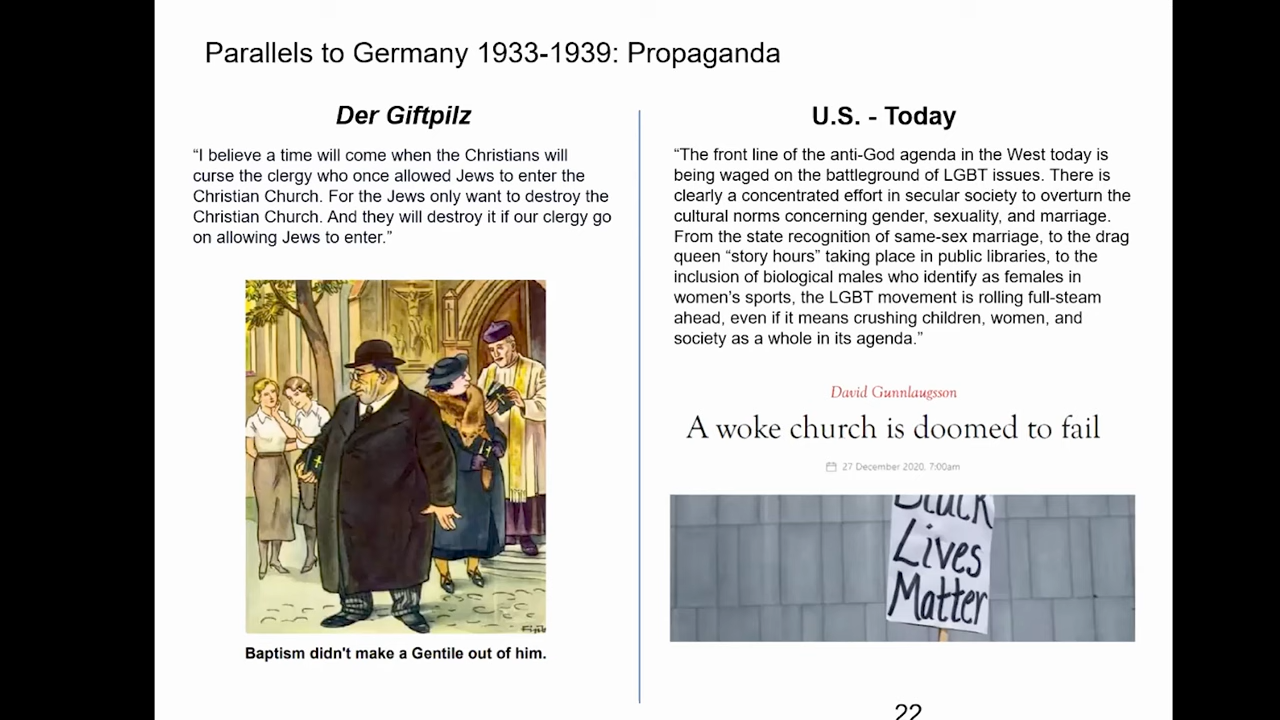 Parallels to Germany 1933-1939: Propaganda
Der Giftpilz
“I believe a time will come when the Christians will
curse the clergy who once allowed Jews to enter the
Christian Church. For the Jews only want to destroy the
Christian Church. And they will destroy it if our clergy go
on allowing Jews to enter.”
Baptism didn't make a Gentile out of him.
U.S. - Today
“The front line of the anti-God agenda in the West today is
being waged on the battleground of LGBT issues. There is
clearly a concentrated effort in secular society to overturn the
cultural norms concerning gender, sexuality, and marriage.
From the state recognition of same-sex marriage, to the drag
queen “story hours” taking place in public libraries, to the
inclusion of biological males who identify as females in
women’s sports, the LGBT movement is rolling full-steam
ahead, even if it means crushing children, women, and
society as a whole in its agenda.”
David Gunnlaugsson
A woke church is doomed to fail
27 December 2020, 7:00am
Black
Lives
Matter
22